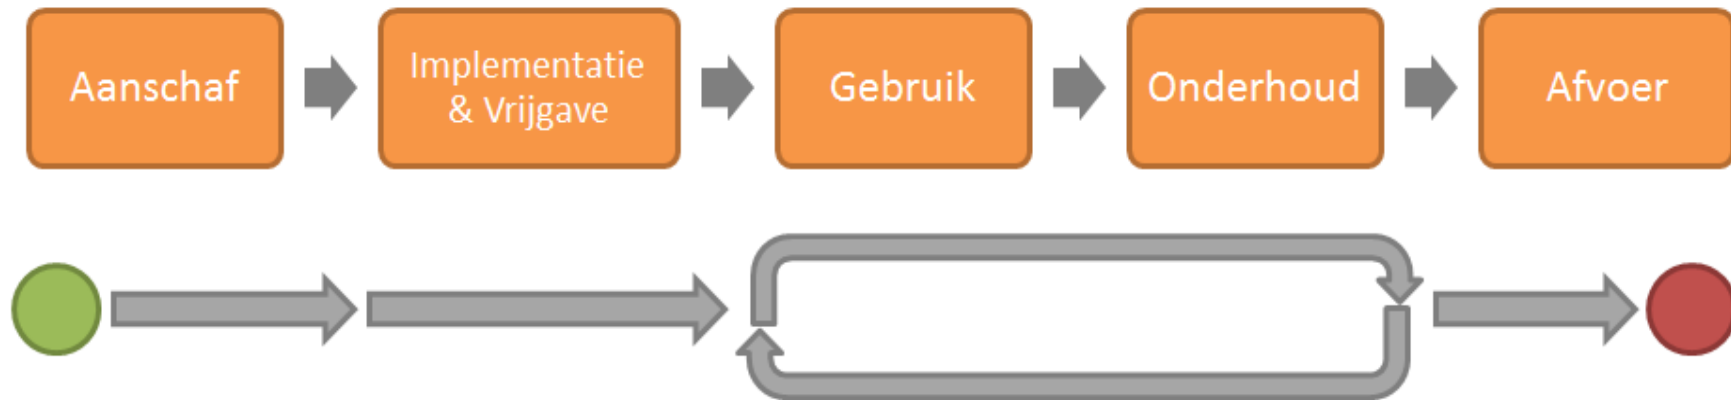 Aanschaf
Implementatie
& Vrijgave
Gebruik
Onderhoud
Afvoer